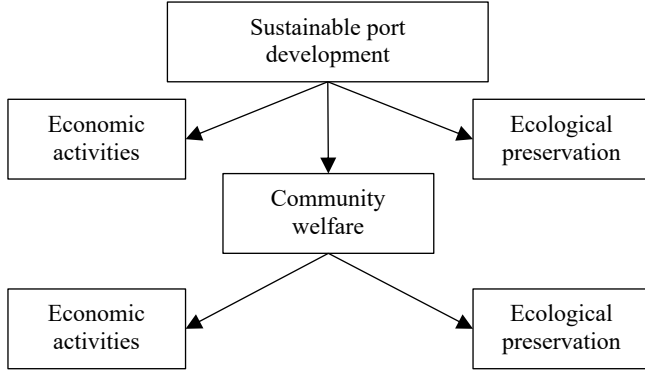 Sustainable port
development
Economic
activities
Ecological
preservation
Community
welfare
Economic
activities
Ecological
preservation